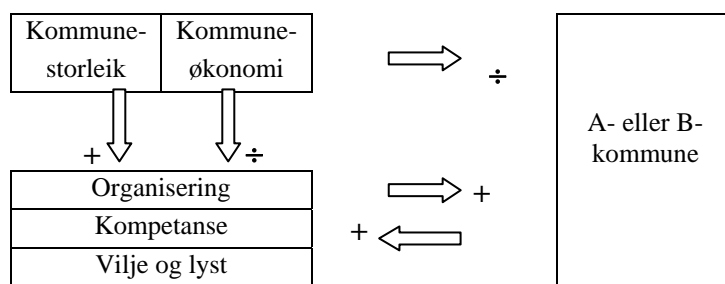 Kommune-
storleik
Kommune-
økonomi
÷
A- eller B-
kommune
+
÷
Organisering
Kompetanse
Vilje og lyst
+
+